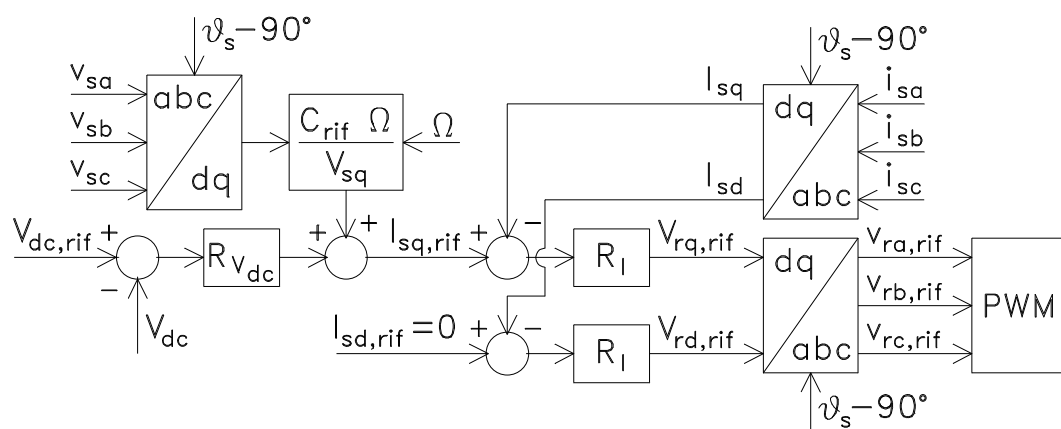 ϑs−90°
vsa
vsb
vsc
abc
dq
Crif Ω
Vsq
Ω
Isq
Isd
ϑs−90°
dq
abc
isa
isb
isc
Vdc,rif
+
−
Vdc
RVdc
+
+
Isq,rif
+
−
RI
Vrq,rif
Isd,rif=0
+
−
RI
Vrd,rif
dq
abc
ϑs−90°
vra,rif
vrb,rif
vrc,rif
PWM